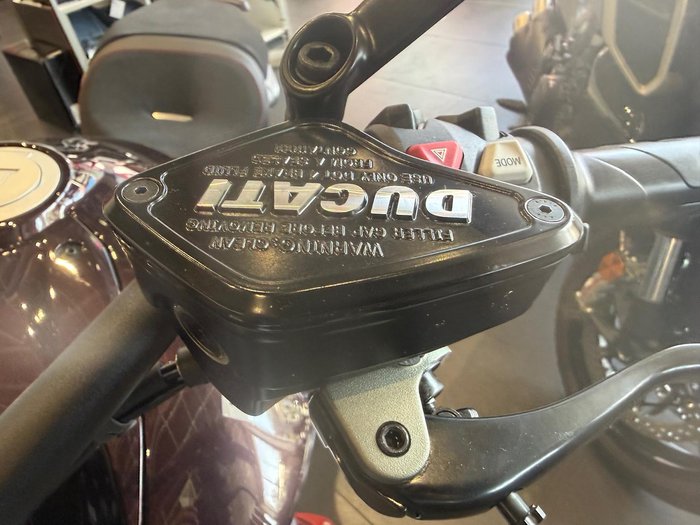 WARNING: CLEAN
FILLER CAP BEFORE REMOVING
DUCATI
USE ONLY DOT 4 BRAKE FLUID
FROM A SEALED
CONTAINER
MODE